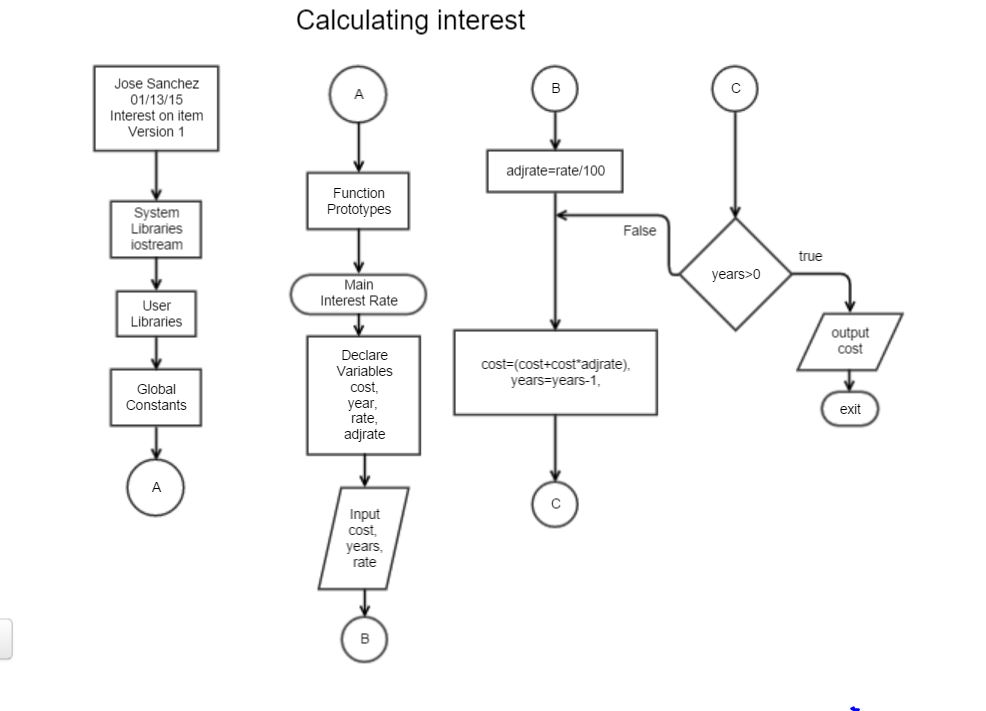 Calculating interest
Jose Sanchez
01/13/15
Interest on item
Version 1
System
Libraries
iostream
User
Libraries
Global
Constants
A
A
Function
Prototypes
Main
Interest Rate
Declare
Variables
cost,
year,
rate,
adjrate
Input
cost,
years,
rate
B
B
adjrate=rate/100
False
cost=(cost+cost*adjrate),
years=years-1,
C
C
years>0
true
output
cost
exit